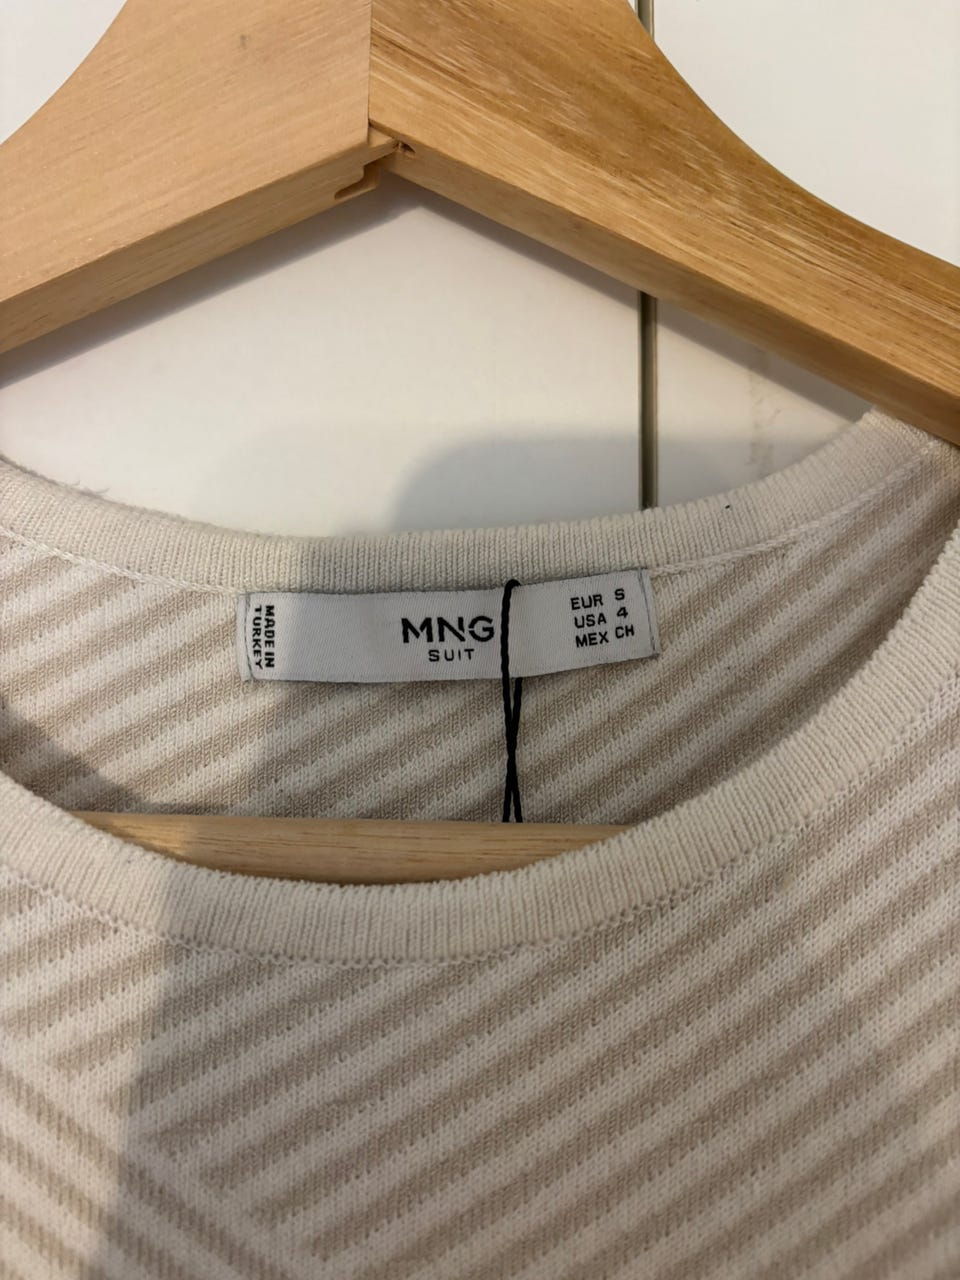 MADE IN
TURKEY
MNG
SUIT
EUR S
USA 4
MEX CH